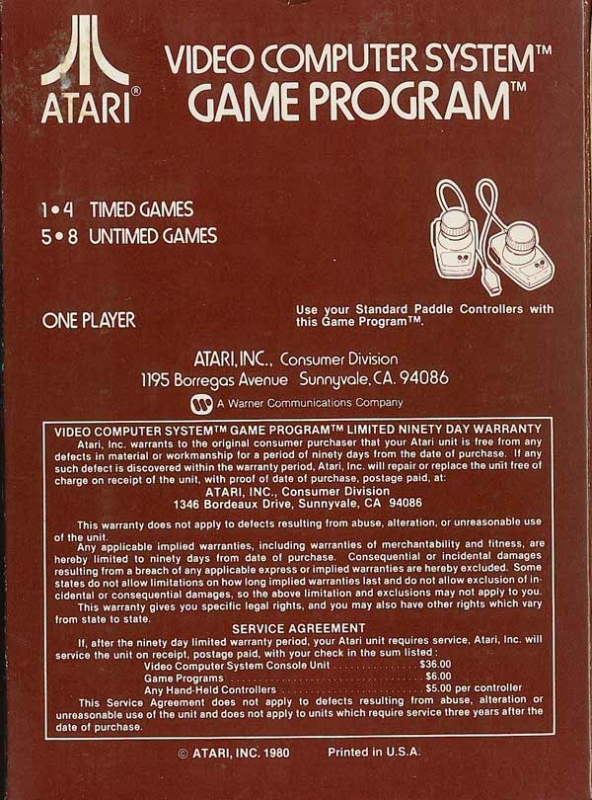 ATARI®
VIDEO COMPUTER SYSTEM™
GAME PROGRAM™
1•4 TIMED GAMES
5•8 UNTIMED GAMES
ONE PLAYER
Use your Standard Paddle Controllers with
this Game Program™.
ATARI, INC., Consumer Division
1195 Borregas Avenue Sunnyvale, CA. 94086
A Warner Communications Company
VIDEO COMPUTER SYSTEM™ GAME PROGRAM™ LIMITED NINETY DAY WARRANTY
Atari, Inc. warrants to the original consumer purchaser that your Atari unit is free from any
defects in material or workmanship for a period of ninety days from the date of purchase. If any
such defect is discovered within the warranty period, Atari, Inc. will repair or replace the unit free of
charge on receipt of the unit, with proof of date of purchase, postage paid, at:
ATARI, INC., Consumer Division
1346 Bordeaux Drive, Sunnyvale, CA 94086
This warranty does not apply to defects resulting from abuse, alteration, or unreasonable use
of the unit.
Any applicable implied warranties, including warranties of merchantability and fitness, are
hereby limited to ninety days from date of purchase. Consequential or incidental damages
resulting from a breach of any applicable express or implied warranties are hereby excluded. Some
states do not allow limitations on how long implied warranties last and do not allow exclusion of in-
cidental or consequential damages, so the above limitation and exclusions may not apply to you.
This warranty gives you specific legal rights, and you may also have other rights which vary
from state to state.
SERVICE AGREEMENT
If, after the ninety day limited warranty period, your Atari unit requires service, Atari, Inc. will
service the unit on receipt, postage paid, with your check in the sum listed:
Video Computer System Console Unit .............. $36.00
Game Programs .................................. $6.00
Any Hand-Held Controllers ........................ $5.00 per controller
This Service Agreement does not apply to defects resulting from abuse, alteration or
unreasonable use of the unit and does not apply to units which require service three years after the
date of purchase.
© ATARI, INC. 1980 Printed in U.S.A.